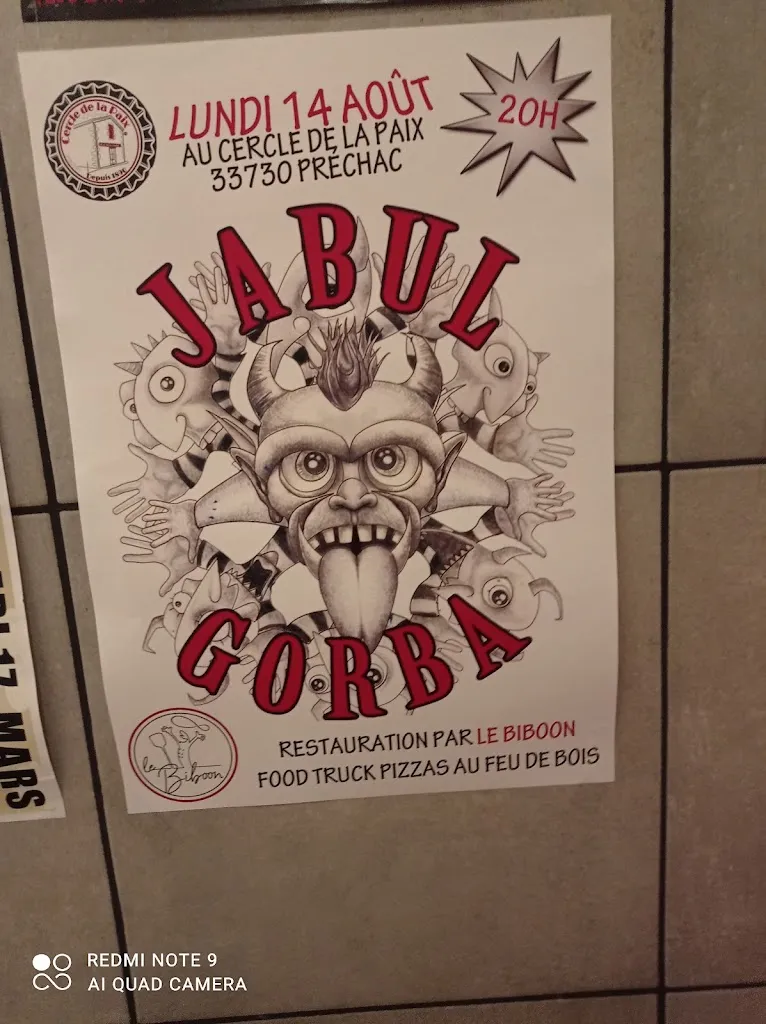 Cercle de la Paix
Depuis 1836
LUNDI 14 AOÛT
AU CERCLE DE LA PAIX
33730 PRÉCHAC
20H
JABUL
GORBA
le Biboon
RESTAURATION PAR LE BIBOON
FOOD TRUCK PIZZAS AU FEU DE BOIS
17 MARS
REDMI NOTE 9
AI QUAD CAMERA